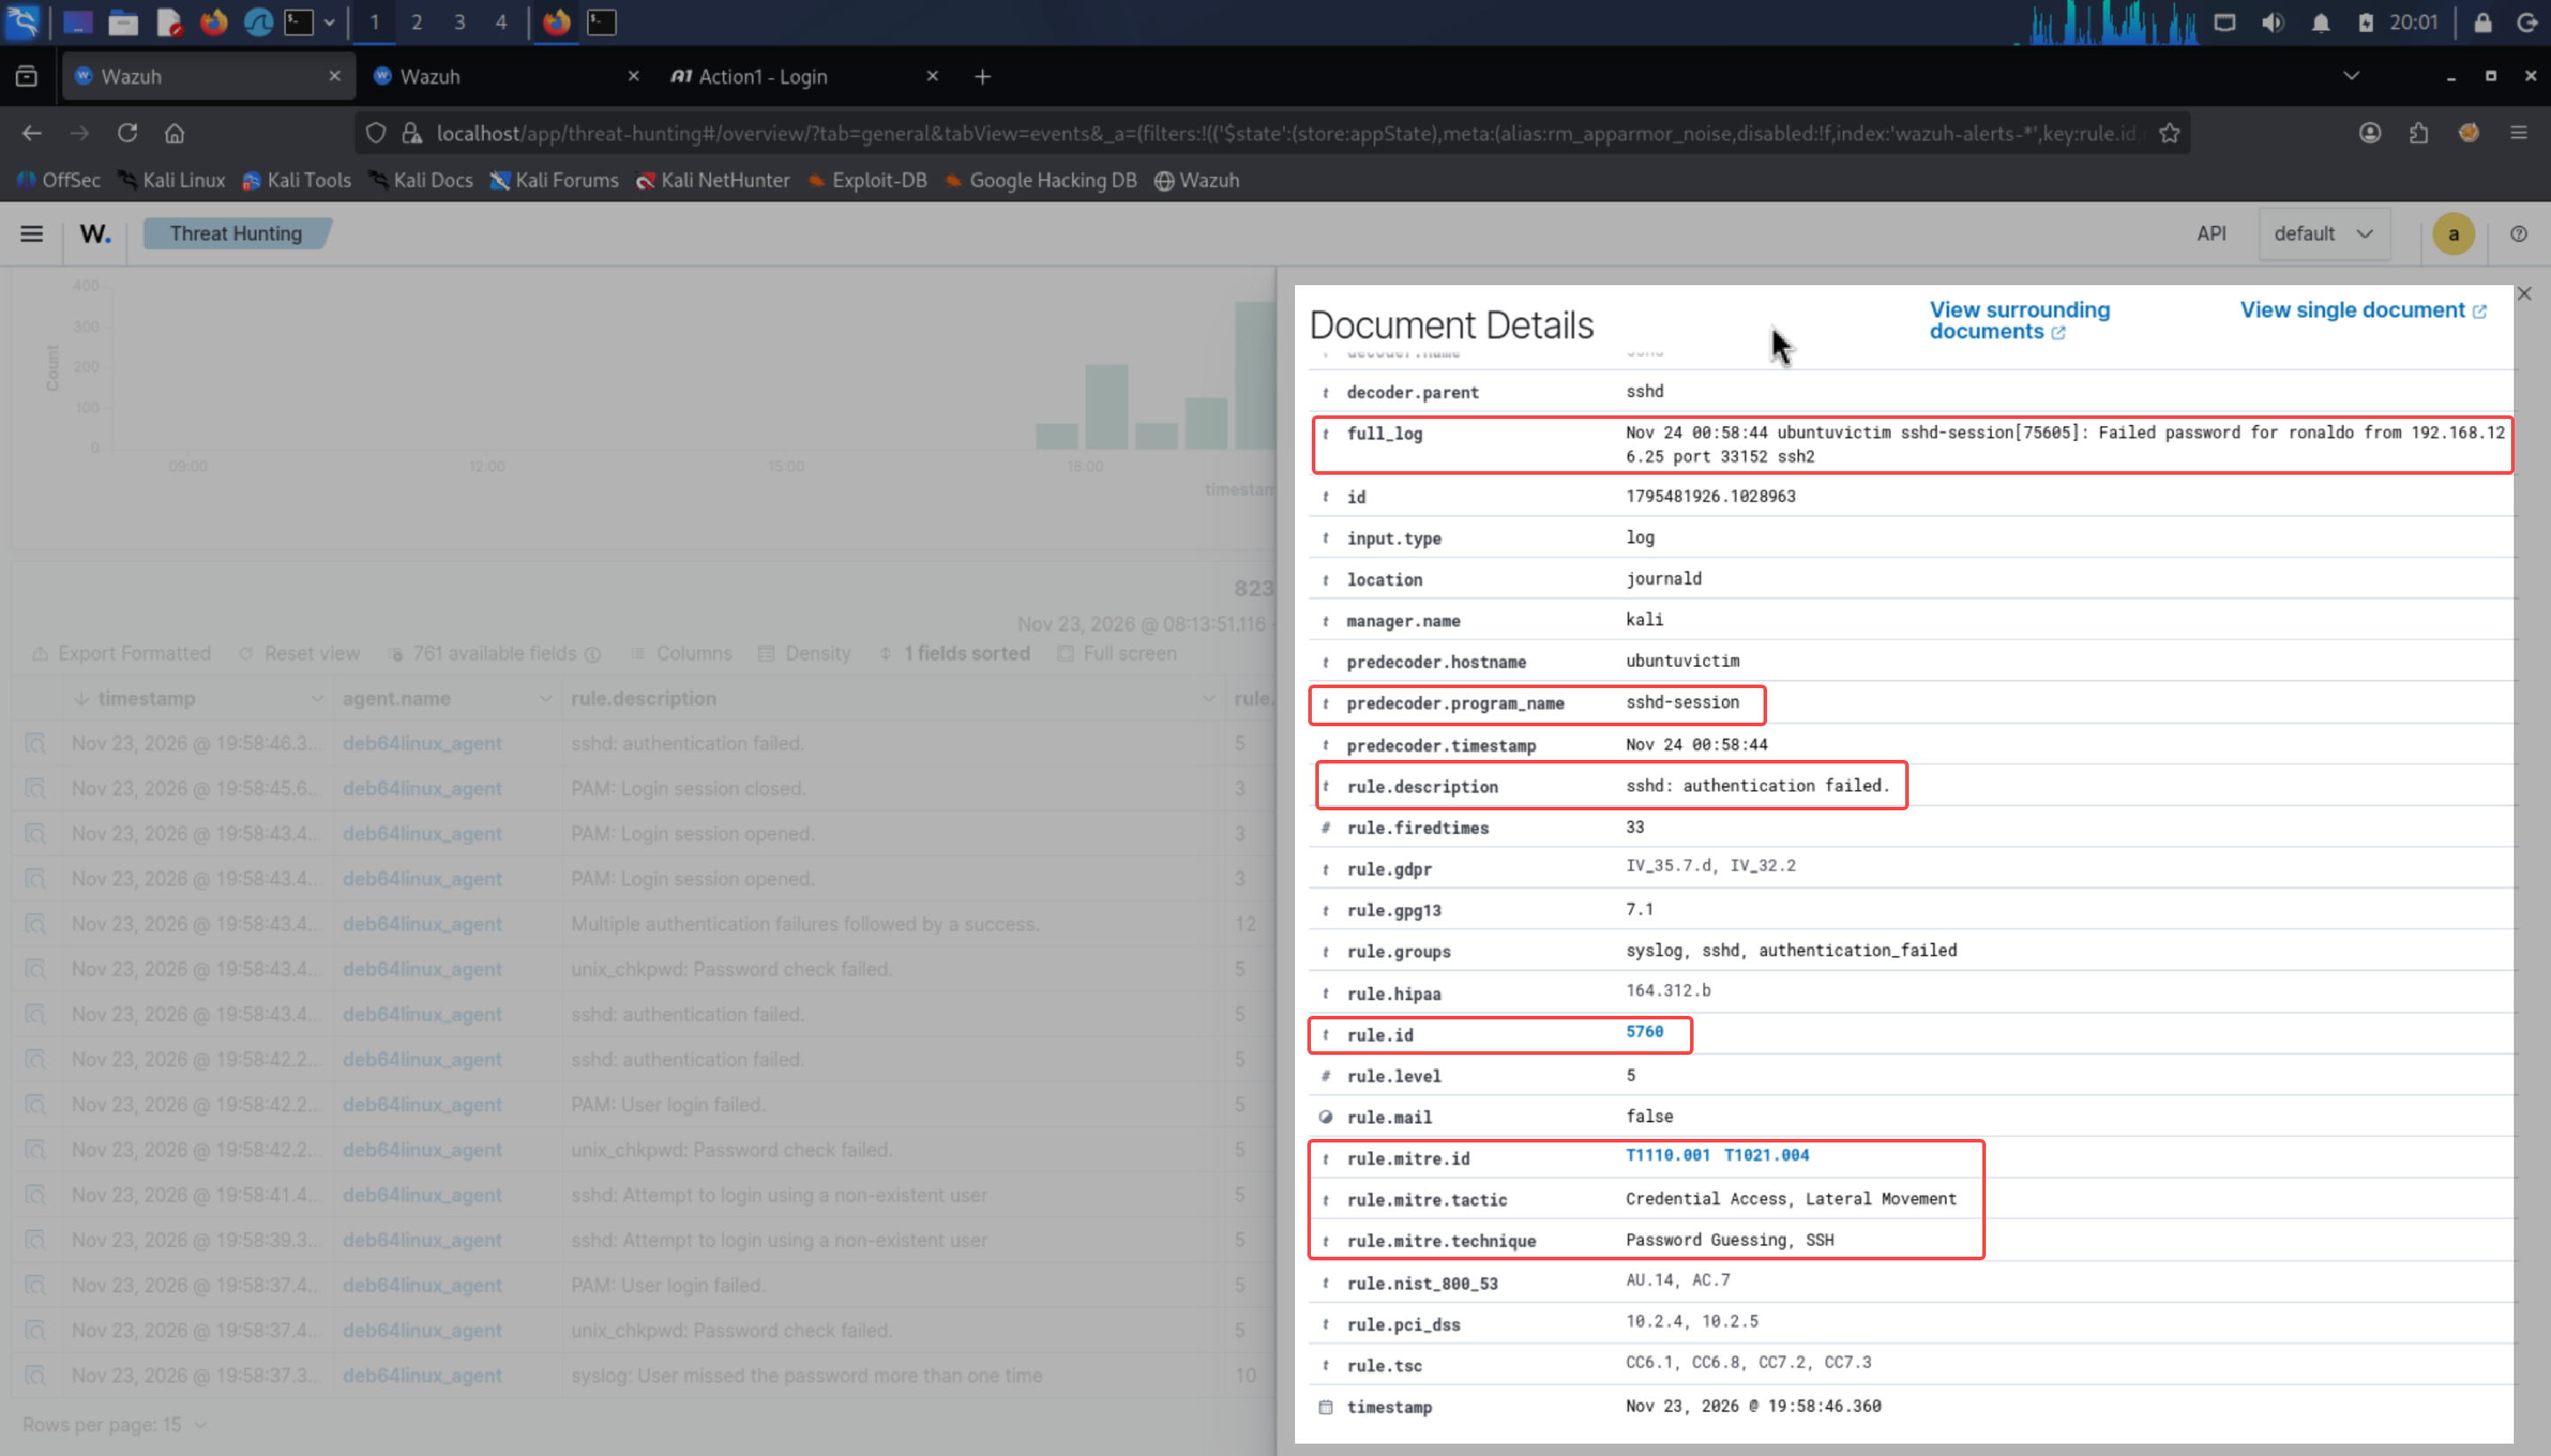 1 2 3 4 20:01
Wazuh Wazuh A1 Action1 - Login
localhost/app/threat-hunting#/overview/?tab=general&tabView=events&_a=(filters:!(('$state':(store:appState),meta:(alias:rm_apparmor_noise,disabled:!f,index:'wazuh-alerts-*',key:rule.id,
OffSec Kali Linux Kali Tools Kali Docs Kali Forums Kali NetHunter Exploit-DB Google Hacking DB Wazuh
W. Threat Hunting API default a
400
300
200
100
0
Count
09:00 12:00 15:00 18:00
timestam
823
Nov 23, 2026 @ 08:13:51.116 -
Export Formatted Reset view 761 available fields Columns Density 1 fields sorted Full screen
timestamp agent.name rule.description rule.
Nov 23, 2026 @ 19:58:46.3... deb64linux_agent sshd: authentication failed. 5
Nov 23, 2026 @ 19:58:45.6... deb64linux_agent PAM: Login session closed. 3
Nov 23, 2026 @ 19:58:43.4... deb64linux_agent PAM: Login session opened. 3
Nov 23, 2026 @ 19:58:43.4... deb64linux_agent PAM: Login session opened. 3
Nov 23, 2026 @ 19:58:43.4... deb64linux_agent Multiple authentication failures followed by a success. 12
Nov 23, 2026 @ 19:58:43.4... deb64linux_agent unix_chkpwd: Password check failed. 5
Nov 23, 2026 @ 19:58:43.4... deb64linux_agent sshd: authentication failed. 5
Nov 23, 2026 @ 19:58:42.2... deb64linux_agent sshd: authentication failed. 5
Nov 23, 2026 @ 19:58:42.2... deb64linux_agent PAM: User login failed. 5
Nov 23, 2026 @ 19:58:42.2... deb64linux_agent unix_chkpwd: Password check failed. 5
Nov 23, 2026 @ 19:58:41.4... deb64linux_agent sshd: Attempt to login using a non-existent user 5
Nov 23, 2026 @ 19:58:39.3... deb64linux_agent sshd: Attempt to login using a non-existent user 5
Nov 23, 2026 @ 19:58:37.4... deb64linux_agent PAM: User login failed. 5
Nov 23, 2026 @ 19:58:37.4... deb64linux_agent unix_chkpwd: Password check failed. 5
Nov 23, 2026 @ 19:58:37.3... deb64linux_agent syslog: User missed the password more than one time 10
Rows per page: 15
Document Details
View surrounding
documents
View single document
t decoder.parent sshd
t full_log Nov 24 00:58:44 ubuntuvictim sshd-session[75605]: Failed password for ronaldo from 192.168.12
6.25 port 33152 ssh2
t id 1795481926.1028963
t input.type log
t location journald
t manager.name kali
t predecoder.hostname ubuntuvictim
t predecoder.program_name sshd-session
t predecoder.timestamp Nov 24 00:58:44
t rule.description sshd: authentication failed.
# rule.firedtimes 33
t rule.gdpr IV_35.7.d, IV_32.2
t rule.gpg13 7.1
t rule.groups syslog, sshd, authentication_failed
t rule.hipaa 164.312.b
t rule.id 5760
# rule.level 5
rule.mail false
t rule.mitre.id T1110.001 T1021.004
t rule.mitre.tactic Credential Access, Lateral Movement
t rule.mitre.technique Password Guessing, SSH
t rule.nist_800_53 AU.14, AC.7
t rule.pci_dss 10.2.4, 10.2.5
t rule.tsc CC6.1, CC6.8, CC7.2, CC7.3
timestamp Nov 23, 2026 @ 19:58:46.360